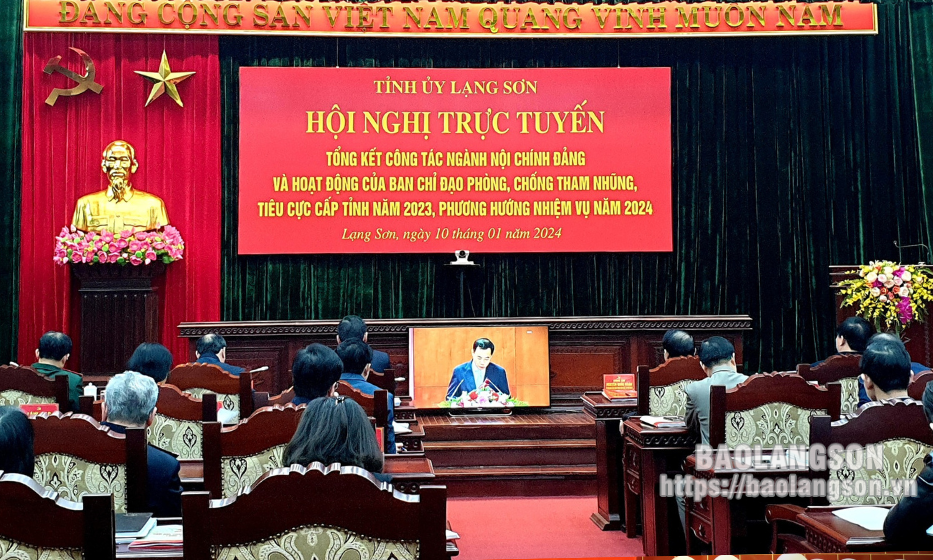 ĐẢNG CỘNG SẢN VIỆT NAM QUANG VINH MUÔN NĂM
TỈNH ỦY LẠNG SƠN
HỘI NGHỊ TRỰC TUYẾN
TỔNG KẾT CÔNG TÁC NGÀNH NỘI CHÍNH ĐẢNG
VÀ HOẠT ĐỘNG CỦA BAN CHỈ ĐẠO PHÒNG, CHỐNG THAM NHŨNG,
TIÊU CỰC CẤP TỈNH NĂM 2023, PHƯƠNG HƯỚNG NHIỆM VỤ NĂM 2024
Lạng Sơn, ngày 10 tháng 01 năm 2024
BAOLANGSON
https://baolangson.vn